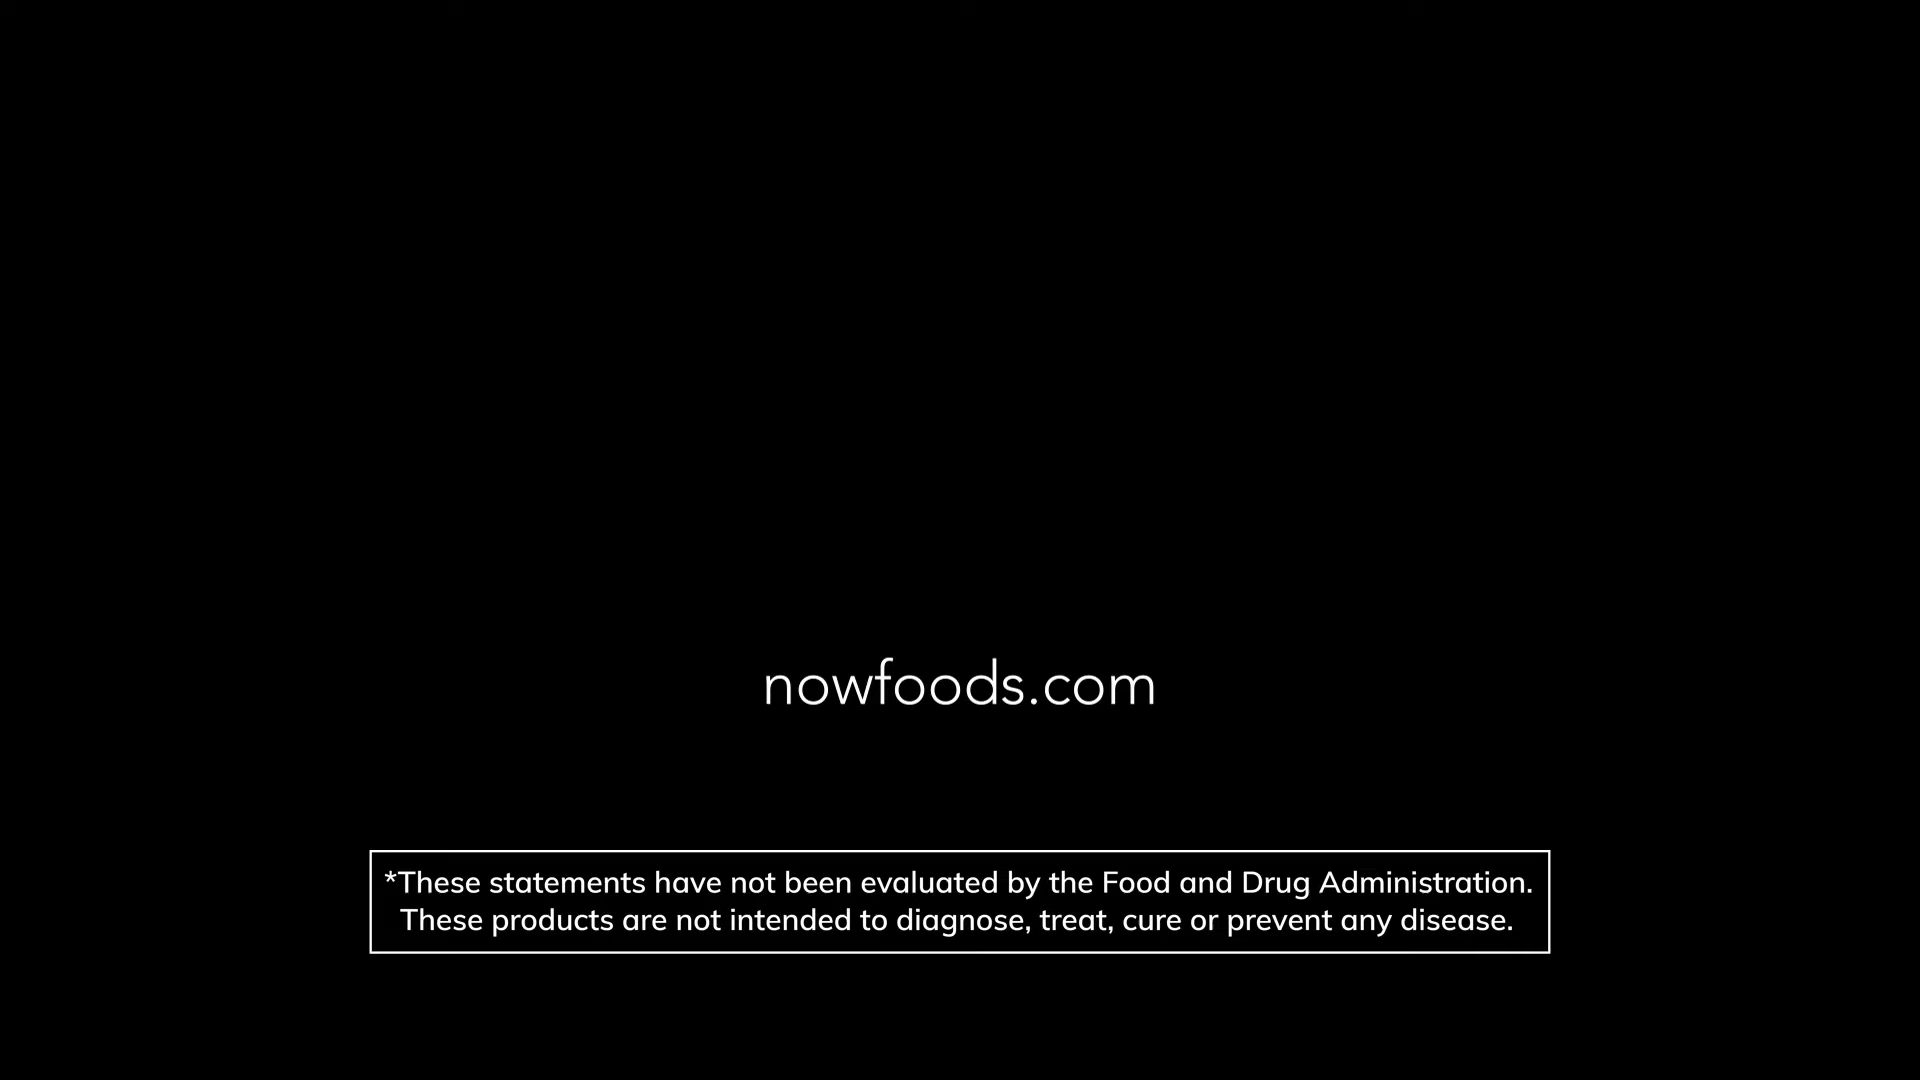 nowfoods.com
*These statements have not been evaluated by the Food and Drug Administration.
These products are not intended to diagnose, treat, cure or prevent any disease.